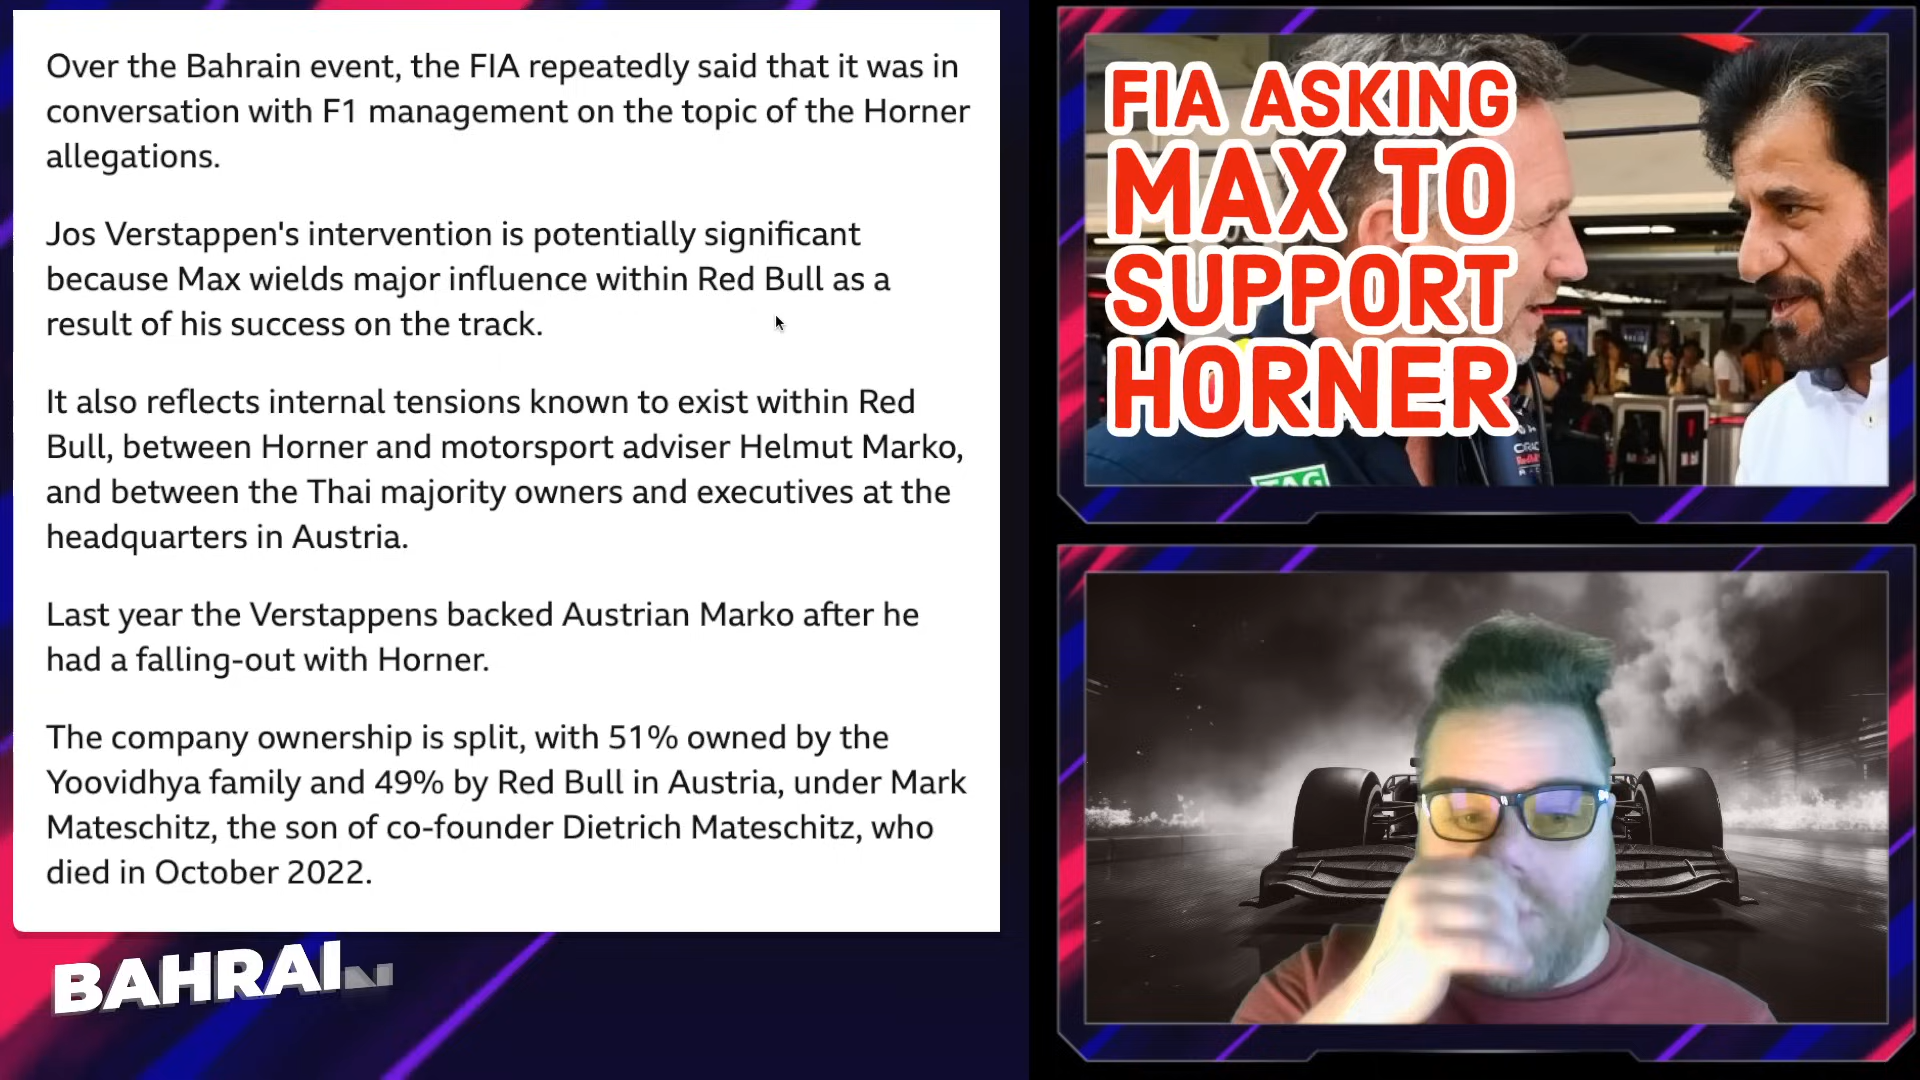 Over the Bahrain event, the FIA repeatedly said that it was in
conversation with F1 management on the topic of the Horner
allegations.
Jos Verstappen's intervention is potentially significant
because Max wields major influence within Red Bull as a
result of his success on the track.
It also reflects internal tensions known to exist within Red
Bull, between Horner and motorsport adviser Helmut Marko,
and between the Thai majority owners and executives at the
headquarters in Austria.
Last year the Verstappens backed Austrian Marko after he
had a falling-out with Horner.
The company ownership is split, with 51% owned by the
Yoovidhya family and 49% by Red Bull in Austria, under Mark
Mateschitz, the son of co-founder Dietrich Mateschitz, who
died in October 2022.
BAHRAIN
FIA ASKING
MAX TO
SUPPORT
HORNER
TAG